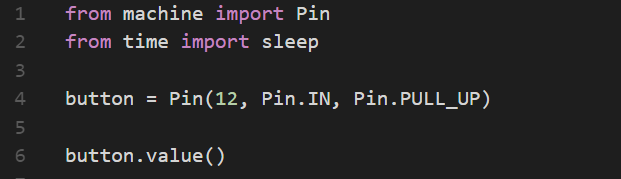 1 from machine import Pin
2 from time import sleep
3
4 button = Pin(12, Pin.IN, Pin.PULL_UP)
5
6 button.value()